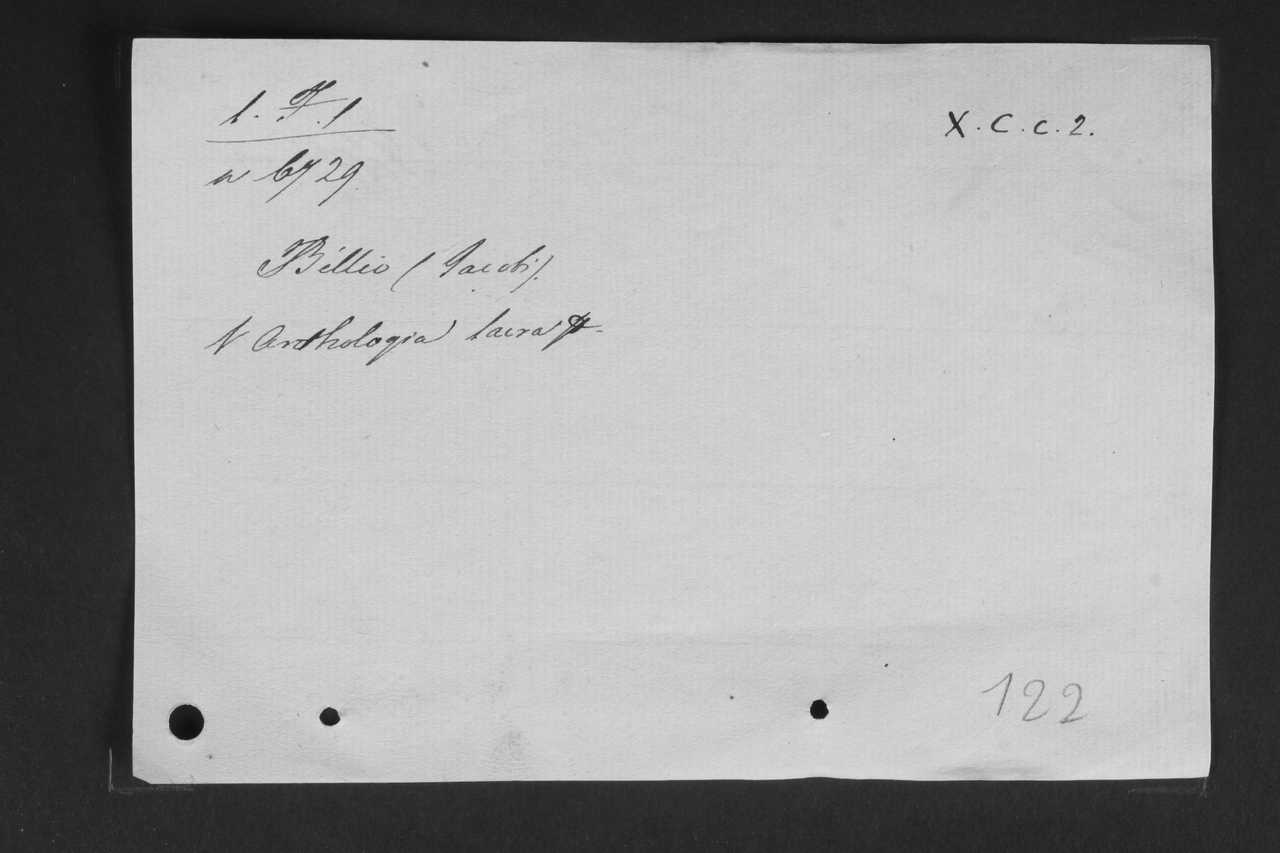 1. F. 1
X. C. c. 2.
n 6729.
Billio (Jacobi).
Anthologia sacra
122